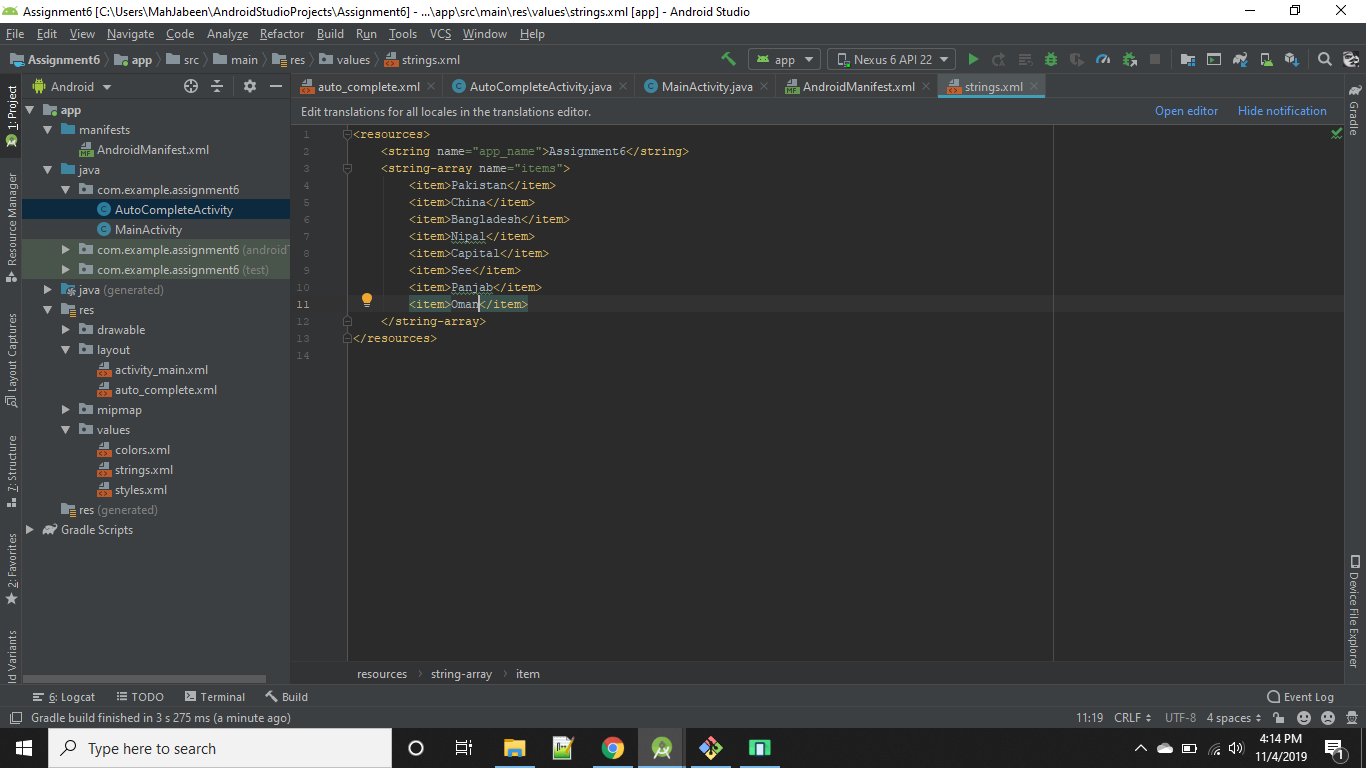 Assignment6 [C:\Users\MahJabeen\AndroidStudioProjects\Assignment6] - ...\app\src\main\res\values\strings.xml [app] - Android Studio
File Edit View Navigate Code Analyze Refactor Build Run Tools VCS Window Help
Assignment6 app src main res values strings.xml app Nexus 6 API 22
Android auto_complete.xml AutoCompleteActivity.java MainActivity.java AndroidManifest.xml strings.xml
1: Project
Resource Manager
Layout Captures
7: Structure
2: Favorites
ld Variants
app
manifests
AndroidManifest.xml
java
com.example.assignment6
AutoCompleteActivity
MainActivity
com.example.assignment6 (android
com.example.assignment6 (test)
java (generated)
res
drawable
layout
activity_main.xml
auto_complete.xml
mipmap
values
colors.xml
strings.xml
styles.xml
res (generated)
Gradle Scripts
Edit translations for all locales in the translations editor. Open editor Hide notification
1 <resources>
2 <string name="app_name">Assignment6</string>
3 <string-array name="items">
4 <item>Pakistan</item>
5 <item>China</item>
6 <item>Bangladesh</item>
7 <item>Nipal</item>
8 <item>Capital</item>
9 <item>See</item>
10 <item>Panjab</item>
11 <item>Oman</item>
12 </string-array>
13 </resources>
14
Gradle
Device File Explorer
resources string-array item
6: Logcat TODO Terminal Build Event Log
Gradle build finished in 3 s 275 ms (a minute ago) 11:19 CRLF UTF-8 4 spaces
Type here to search
4:14 PM
11/4/2019
1